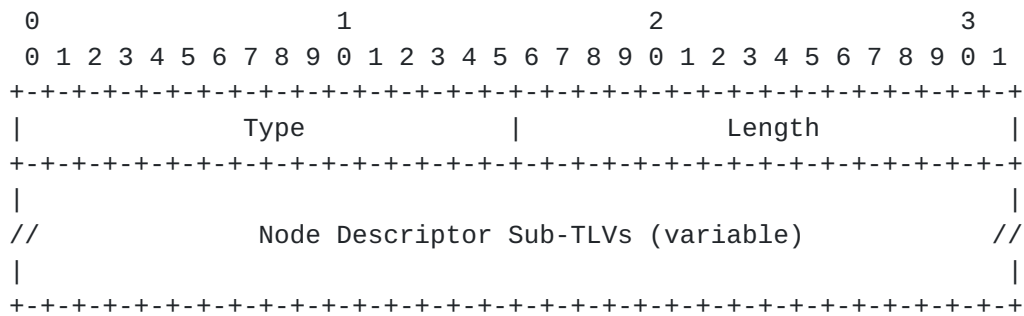 0                   1                   2                   3
 0 1 2 3 4 5 6 7 8 9 0 1 2 3 4 5 6 7 8 9 0 1 2 3 4 5 6 7 8 9 0 1
+-+-+-+-+-+-+-+-+-+-+-+-+-+-+-+-+-+-+-+-+-+-+-+-+-+-+-+-+-+-+-+-+
|              Type             |             Length            |
+-+-+-+-+-+-+-+-+-+-+-+-+-+-+-+-+-+-+-+-+-+-+-+-+-+-+-+-+-+-+-+-+
|                                                               |
//              Node Descriptor Sub-TLVs (variable)            //
|                                                               |
+-+-+-+-+-+-+-+-+-+-+-+-+-+-+-+-+-+-+-+-+-+-+-+-+-+-+-+-+-+-+-+-+